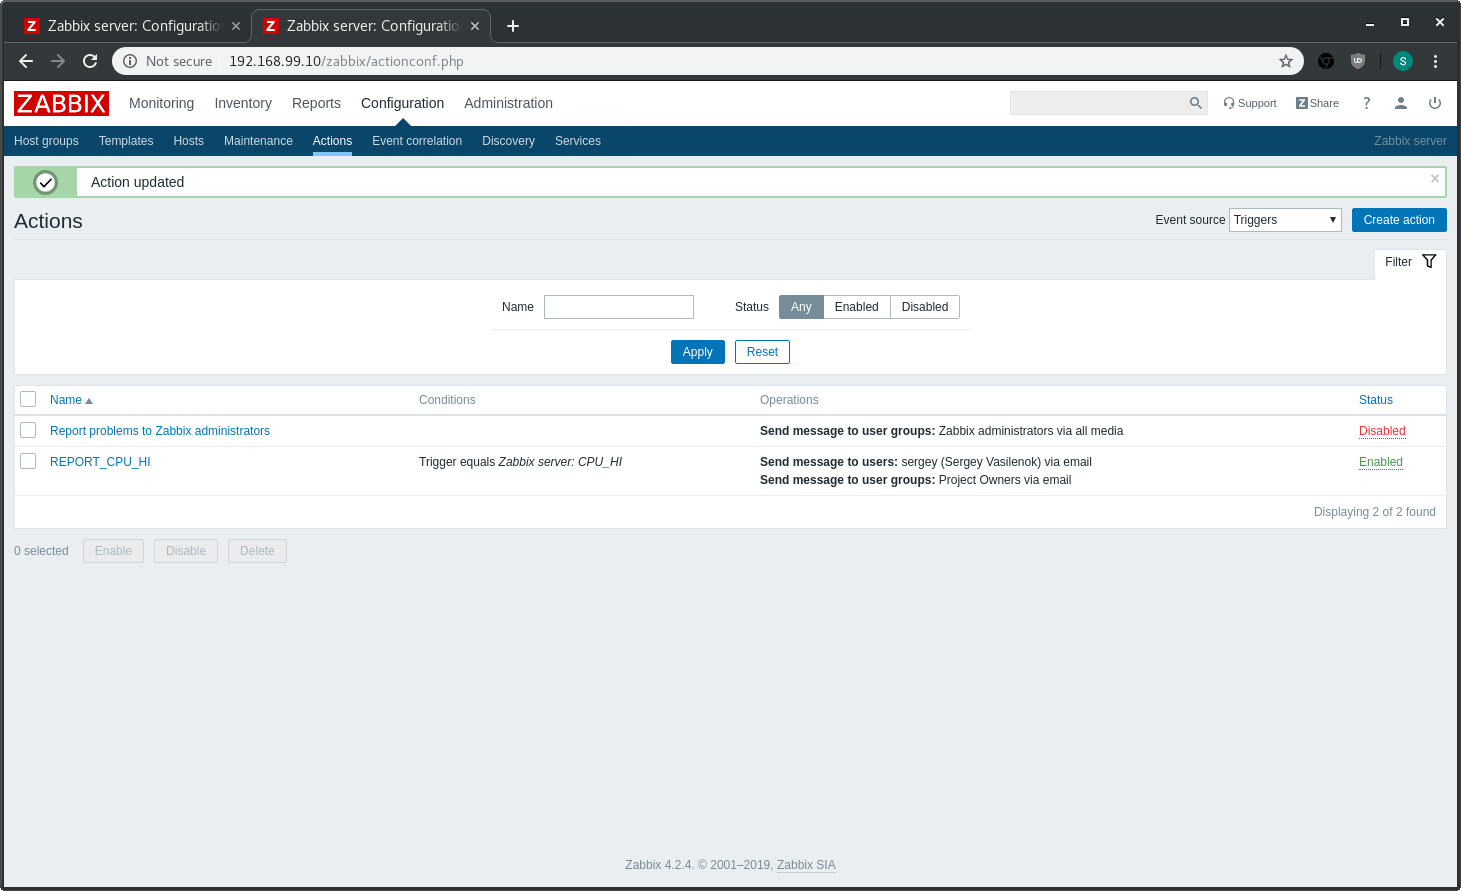 Zabbix server: Configuratio
Zabbix server: Configuratio
Not secure 192.168.99.10/zabbix/actionconf.php
S
ZABBIX Monitoring Inventory Reports Configuration Administration Support Z Share ?
Host groups Templates Hosts Maintenance Actions Event correlation Discovery Services Zabbix server
Action updated
Actions Event source Triggers Create action
Filter
Name Status Any Enabled Disabled
Apply Reset
Name Conditions Operations Status
Report problems to Zabbix administrators Send message to user groups: Zabbix administrators via all media Disabled
REPORT_CPU_HI Trigger equals Zabbix server: CPU_HI Send message to users: sergey (Sergey Vasilenok) via email Enabled
Send message to user groups: Project Owners via email
Displaying 2 of 2 found
0 selected Enable Disable Delete
Zabbix 4.2.4. © 2001–2019, Zabbix SIA